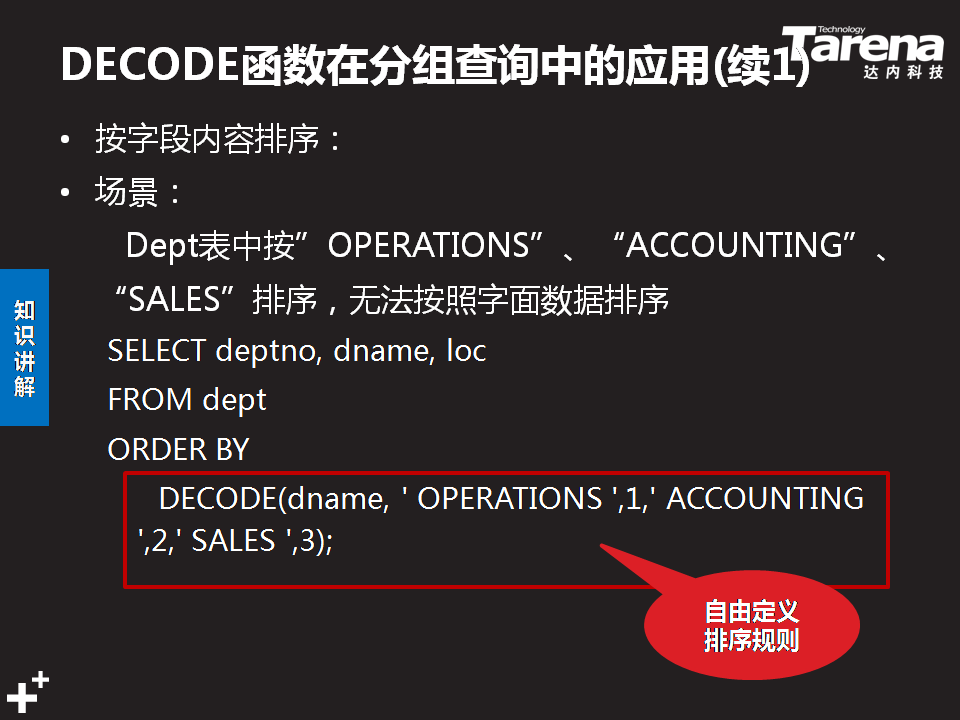 DECODE函数在分组查询中的应用(续1)
Technology
Tarena
达内科技
• 按字段内容排序：
• 场景：
Dept表中按”OPERATIONS”、“ACCOUNTING”、
“SALES”排序，无法按照字面数据排序
知识讲解
SELECT deptno, dname, loc
FROM dept
ORDER BY
DECODE(dname, ' OPERATIONS ',1,' ACCOUNTING
',2,' SALES ',3);
自由定义
排序规则